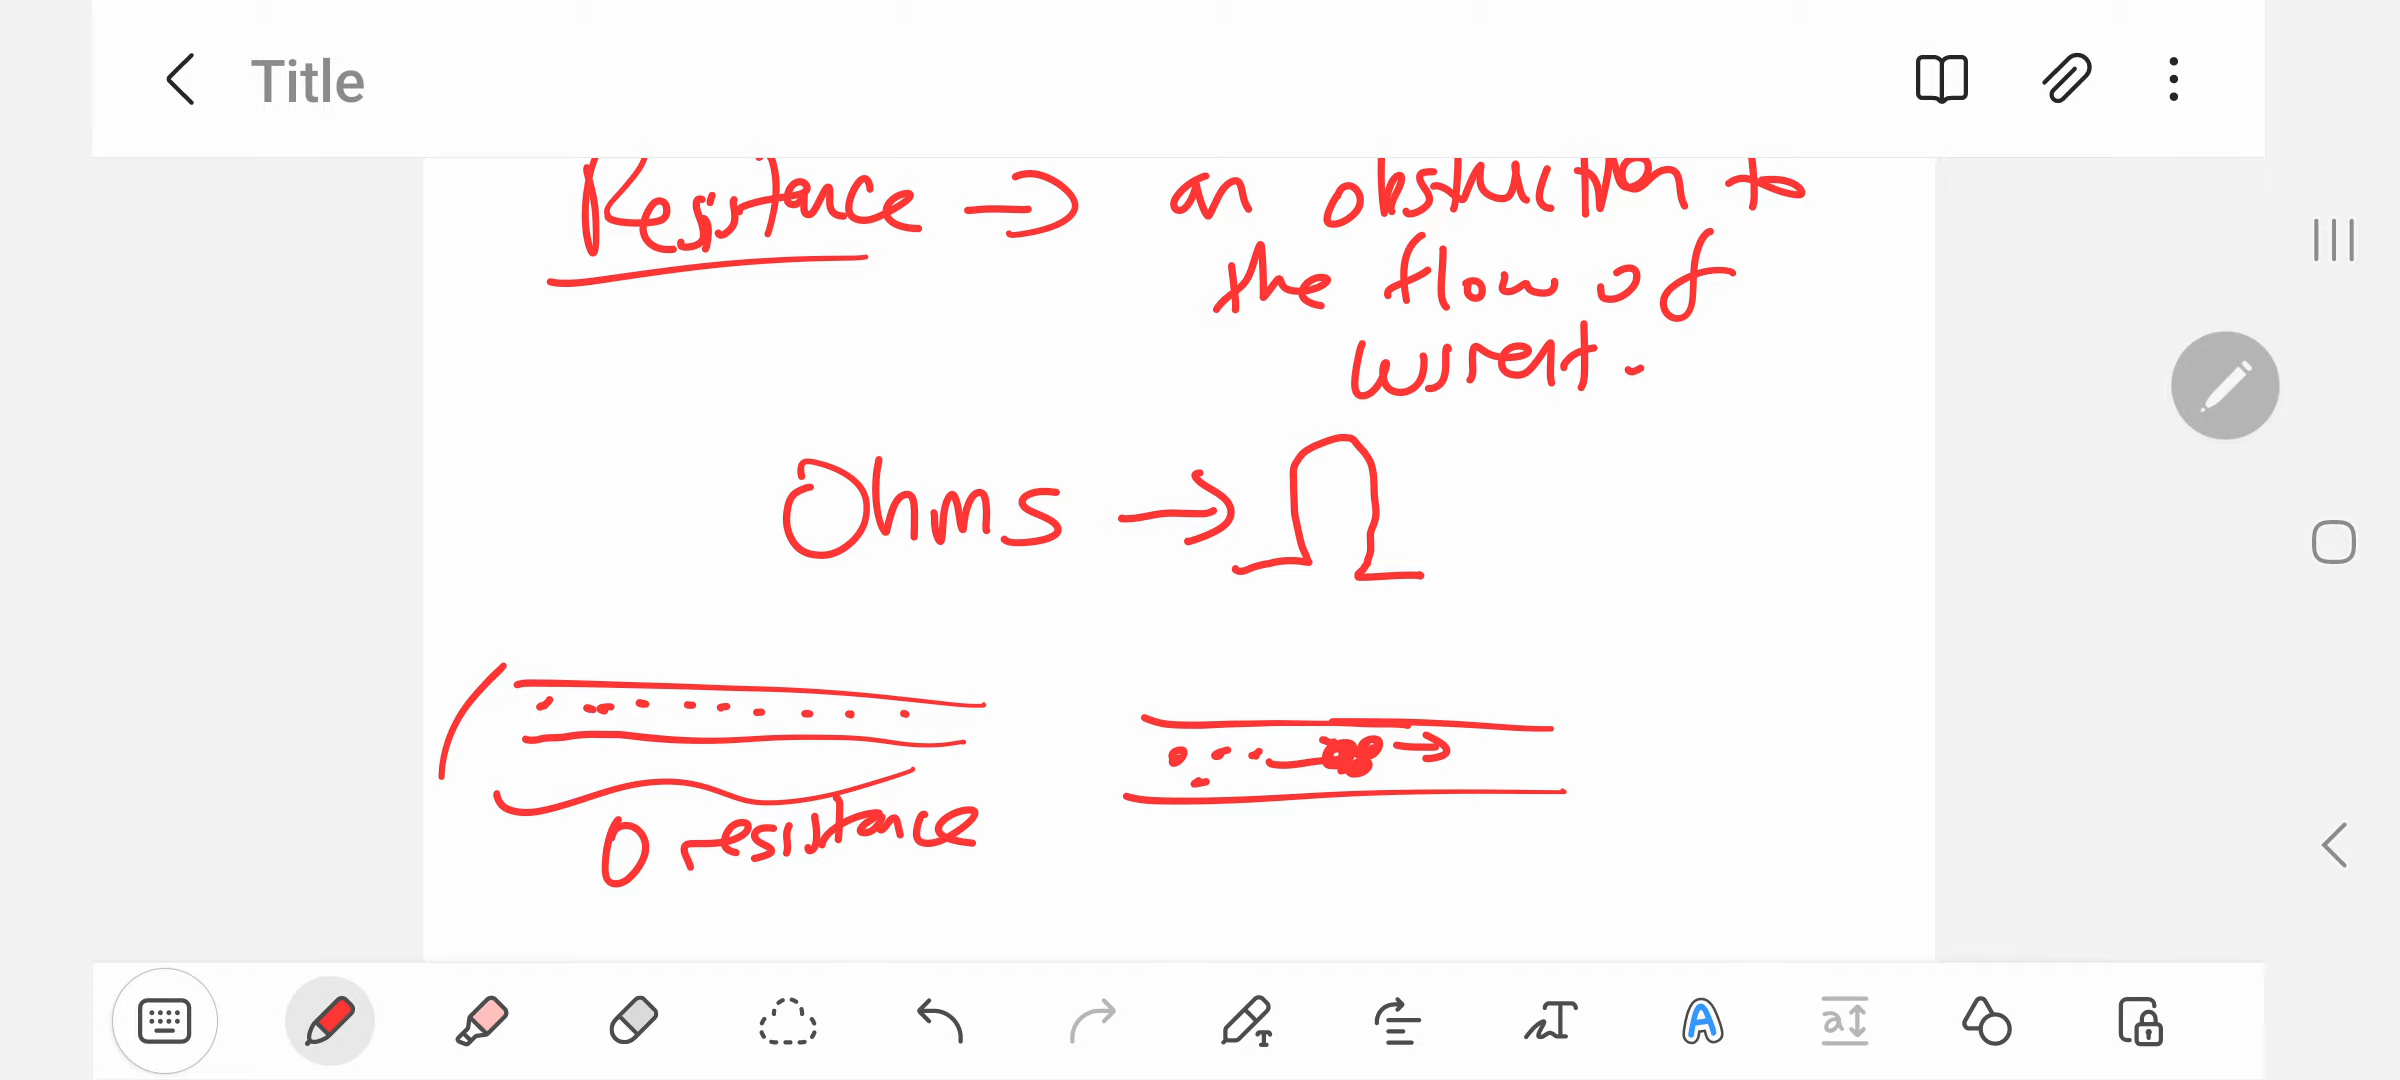 Title
Resistance → an obstruction to
the flow of
current.
Ohms → Ω
0 resistance